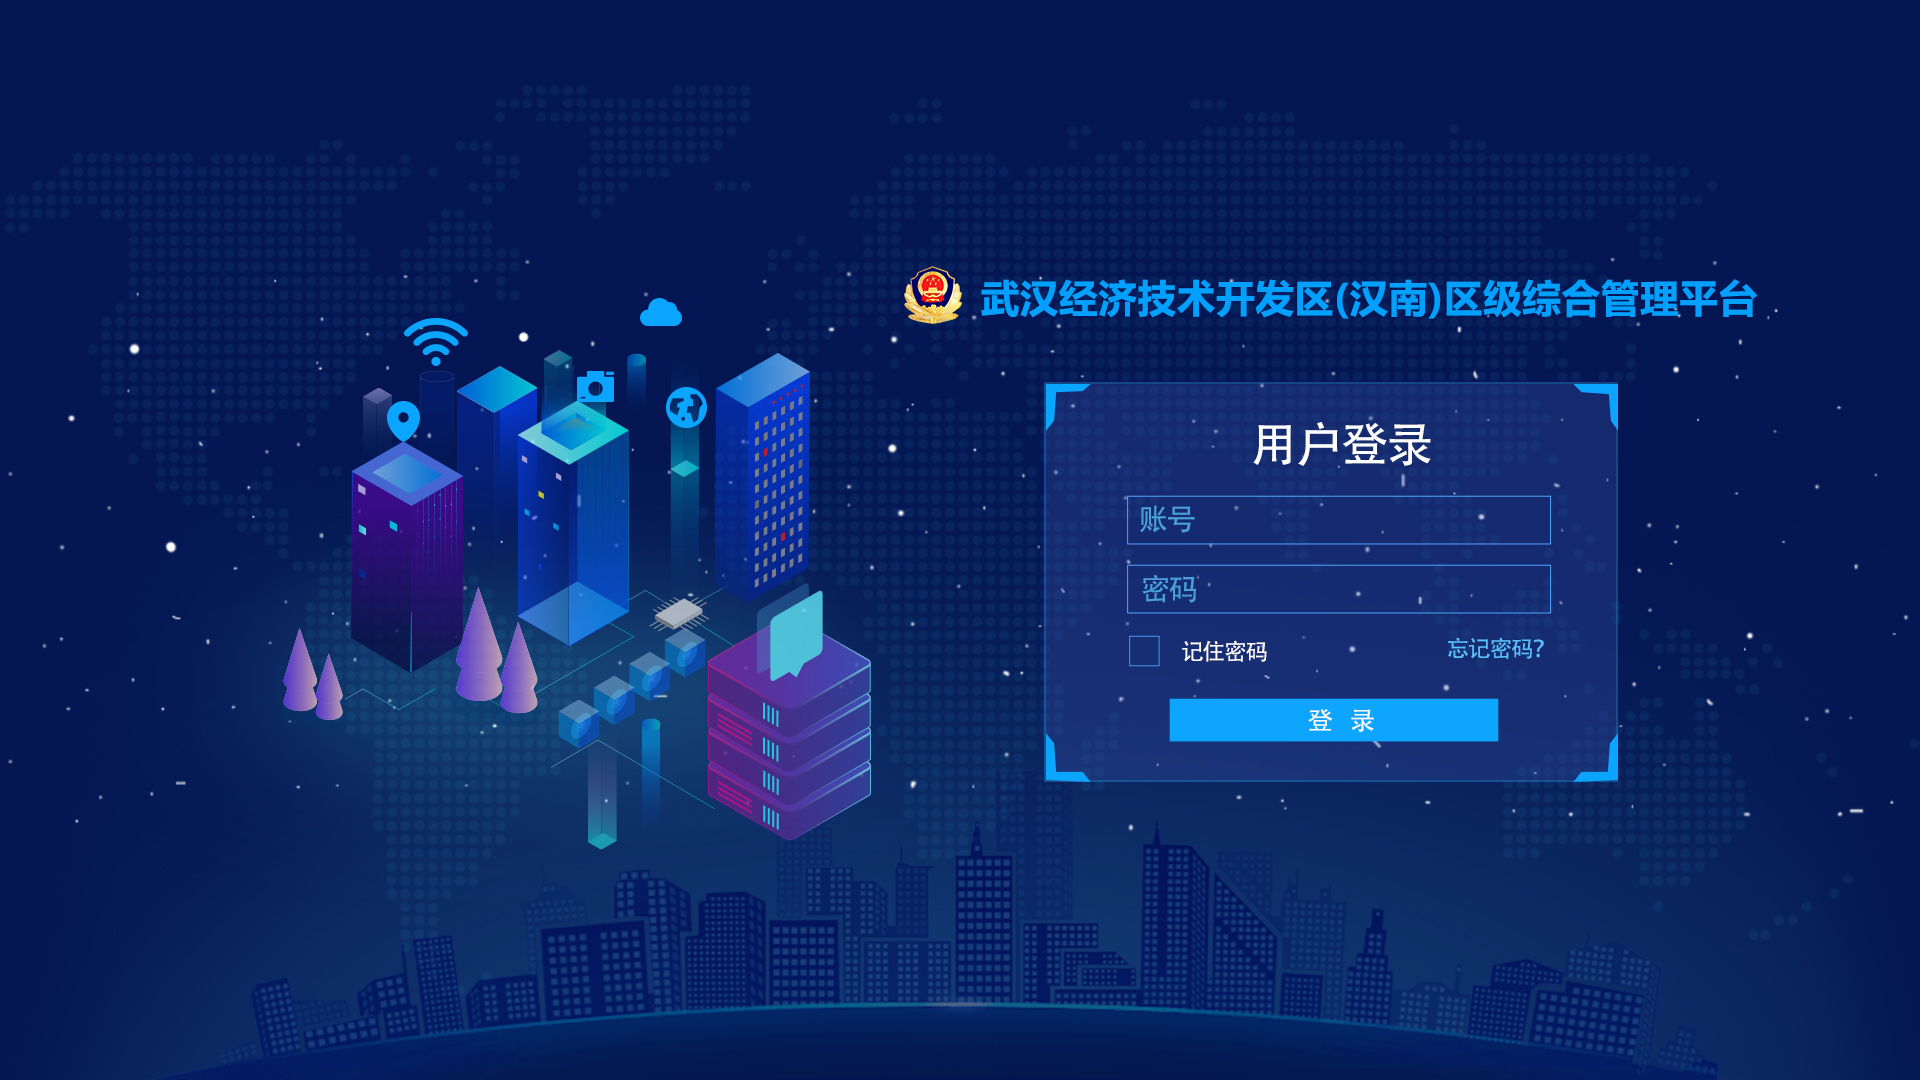 武汉经济技术开发区(汉南)区级综合管理平台
用户登录
账号
密码
记住密码
忘记密码?
登 录